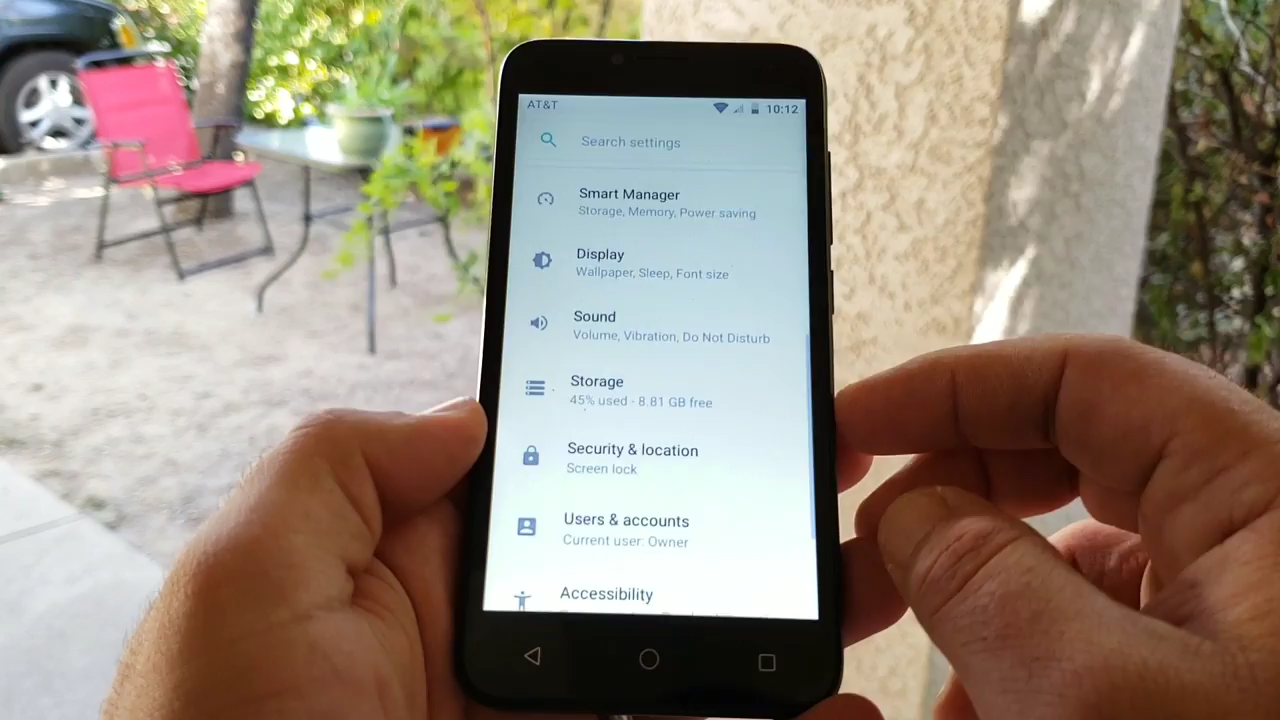 AT&T 10:12
Search settings
Smart Manager
Storage, Memory, Power saving
Display
Wallpaper, Sleep, Font size
Sound
Volume, Vibration, Do Not Disturb
Storage
45% used - 8.81 GB free
Security & location
Screen lock
Users & accounts
Current user: Owner
Accessibility